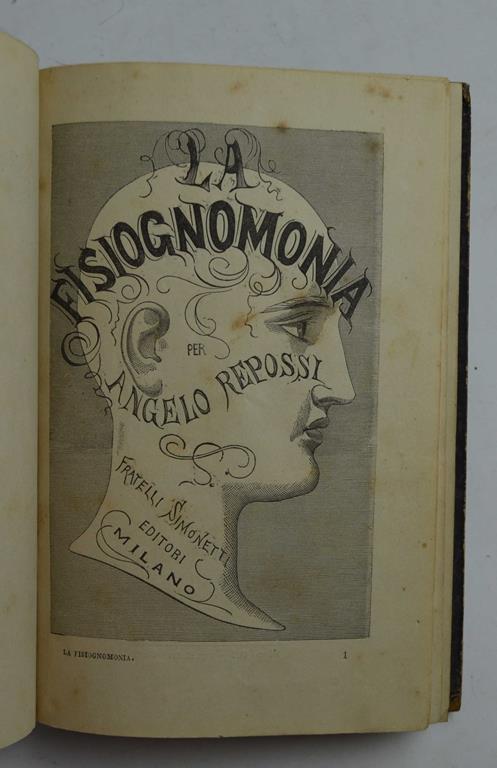 LA
FISIOGNOMONIA
PER
ANGELO REPOSSI
FRATELLI SIMONETTI
EDITORI
MILANO
LA FISIOGNOMONIA. 1